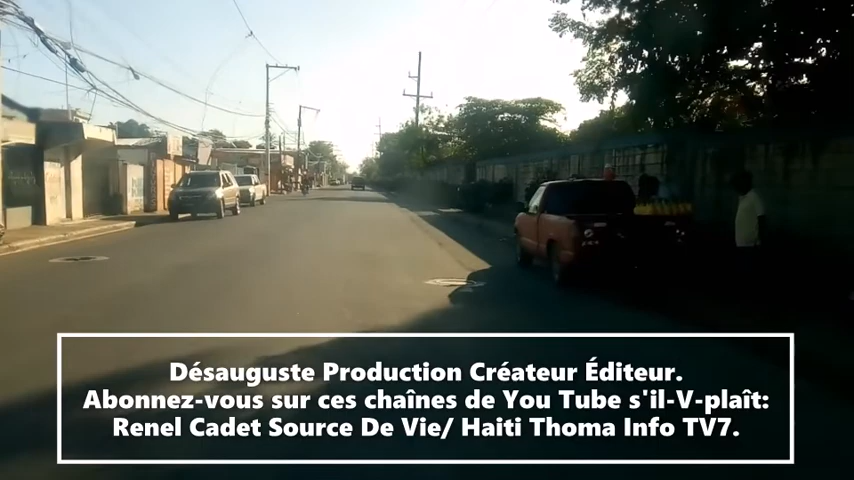 Désauguste Production Créateur Éditeur.
Abonnez-vous sur ces chaînes de You Tube s'il-V-plaît:
Renel Cadet Source De Vie/ Haiti Thoma Info TV7.